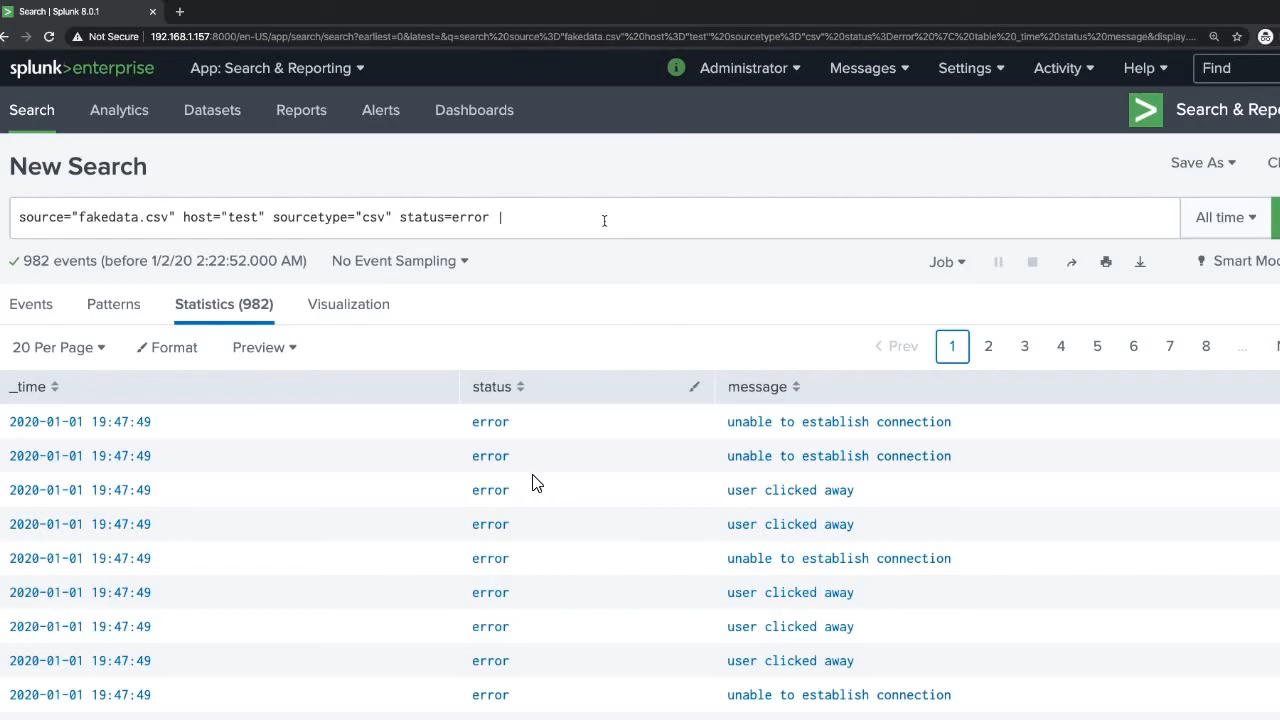 Search | Splunk 8.0.1
Not Secure 192.168.1.157:8000/en-US/app/search/search?earliest=0&latest=&q=search%20source%3D"fakedata.csv"%20host%3D"test"%20sourcetype%3D"csv"%20status%3Derror%20%7C%20table%20_time%20status%20message&display....
splunk>enterprise App: Search & Reporting Administrator Messages Settings Activity Help Find
Search Analytics Datasets Reports Alerts Dashboards Search & Repo
New Search Save As Cl
source="fakedata.csv" host="test" sourcetype="csv" status=error | All time
982 events (before 1/2/20 2:22:52.000 AM) No Event Sampling Job Smart Mod
Events Patterns Statistics (982) Visualization
20 Per Page Format Preview < Prev 1 2 3 4 5 6 7 8 ...
_time status message
2020-01-01 19:47:49 error unable to establish connection
2020-01-01 19:47:49 error unable to establish connection
2020-01-01 19:47:49 error user clicked away
2020-01-01 19:47:49 error user clicked away
2020-01-01 19:47:49 error unable to establish connection
2020-01-01 19:47:49 error user clicked away
2020-01-01 19:47:49 error user clicked away
2020-01-01 19:47:49 error user clicked away
2020-01-01 19:47:49 error unable to establish connection